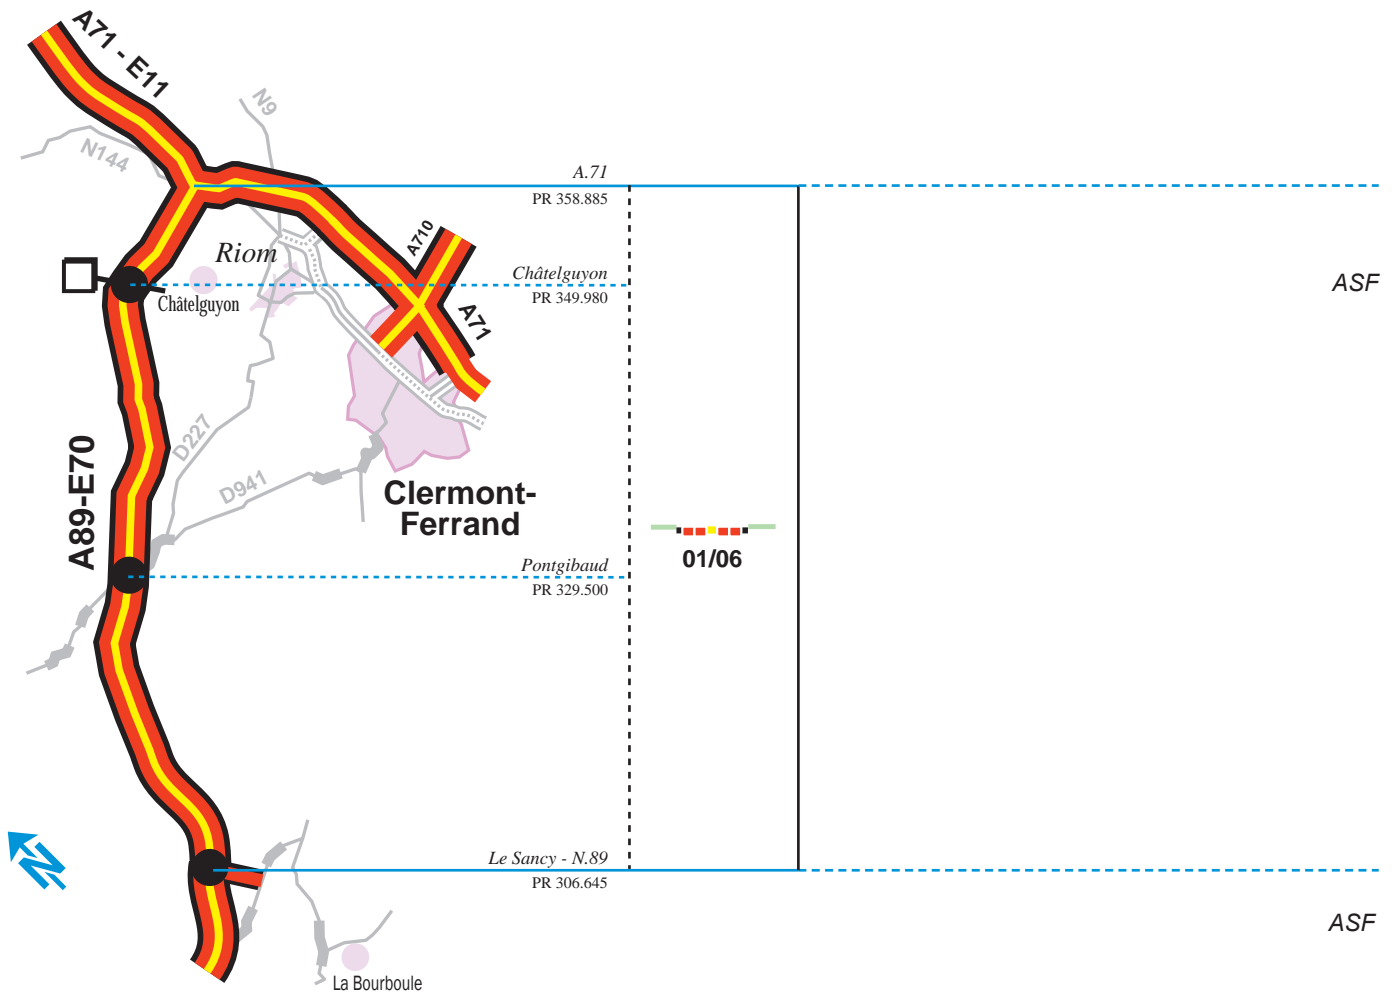 A71 - E11
N9
N144
A.71
PR 358.885
A710
Riom
Châtelguyon
PR 349.980
ASF
Châtelguyon
A71
D227
A89-E70
D941
Clermont-
Ferrand
01/06
Pontgibaud
PR 329.500
Le Sancy - N.89
PR 306.645
N
ASF
La Bourboule